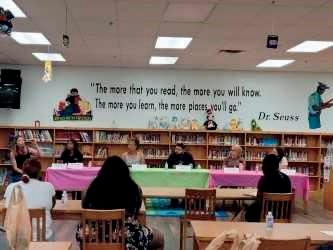 "The more that you read, the more you will know.
The more you learn, the more places you'll go."
Dr. Seuss